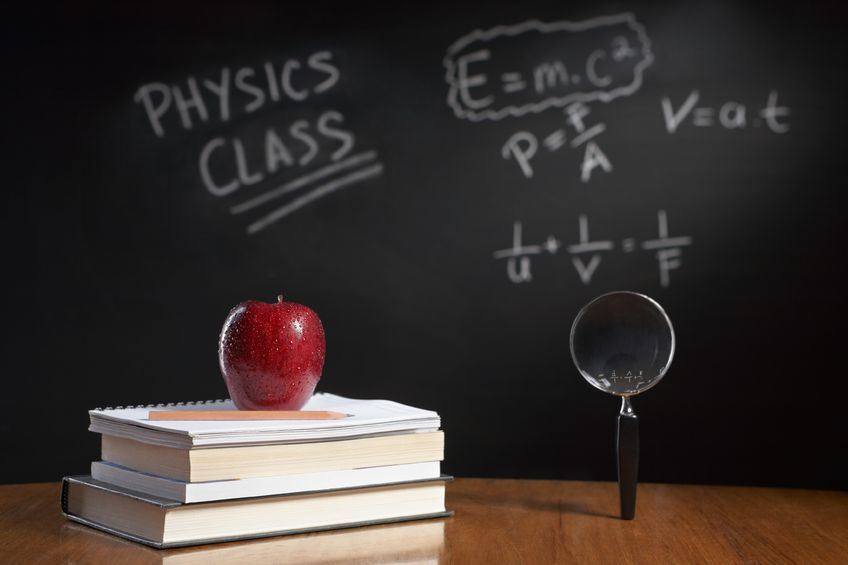 PHYSICS
CLASS
E = m.c²
P = F/A
V = a.t
1/u + 1/v = 1/F